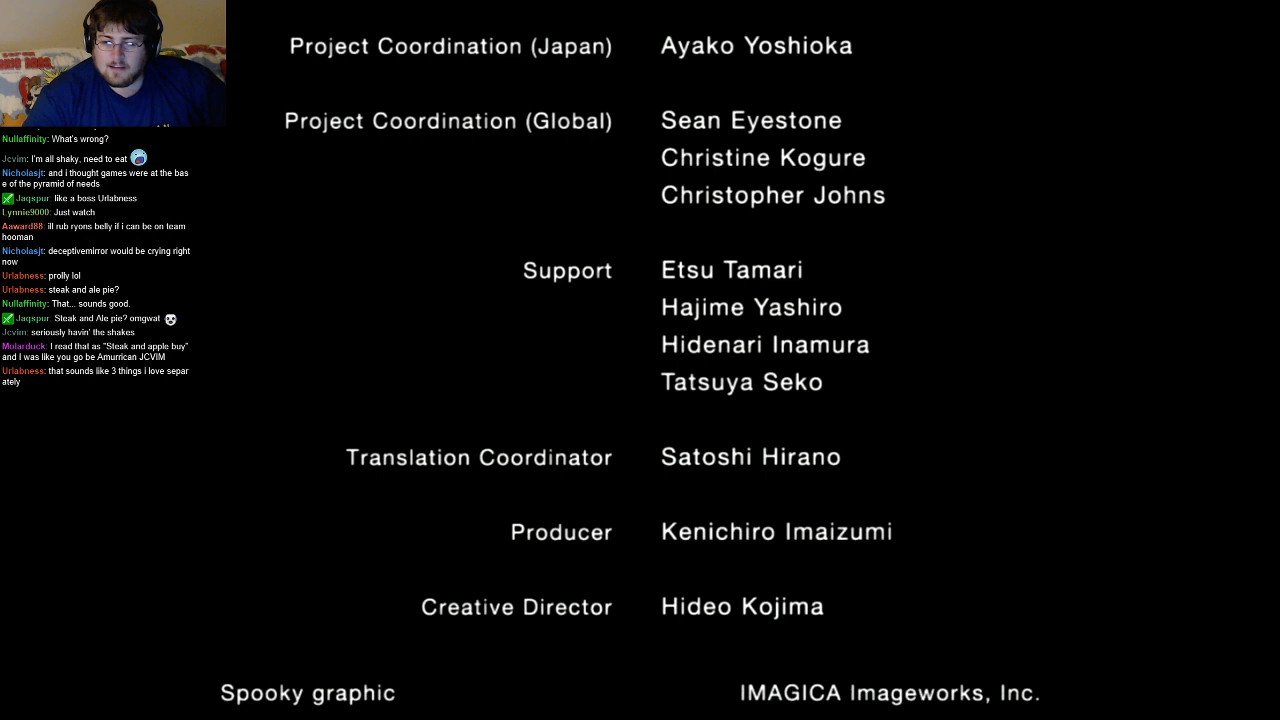 Project Coordination (Japan) Ayako Yoshioka
Project Coordination (Global) Sean Eyestone
Christine Kogure
Christopher Johns
Support Etsu Tamari
Hajime Yashiro
Hidenari Inamura
Tatsuya Seko
Translation Coordinator Satoshi Hirano
Producer Kenichiro Imaizumi
Creative Director Hideo Kojima
Spooky graphic IMAGICA Imageworks, Inc.
Nullaffinity: What's wrong?
Jcvim: I'm all shaky, need to eat
Nicholasjt: and i thought games were at the bas
e of the pyramid of needs
Jaqspur: like a boss Urlabness
Lynnie9000: Just watch
Aaward88: ill rub ryons belly if i can be on team
hooman
Nicholasjt: deceptivemirror would be crying right
now
Urlabness: prolly lol
Urlabness: steak and ale pie?
Nullaffinity: That... sounds good.
Jaqspur: Steak and Ale pie? omgwat
Jcvim: seriously havin' the shakes
Molarduck: I read that as "Steak and apple buy"
and I was like you go be Amurrican JCVIM
Urlabness: that sounds like 3 things i love separ
ately